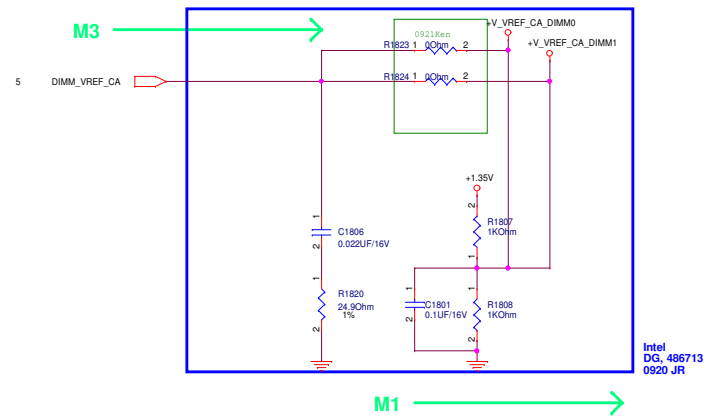 M3
0921Ken
+V_VREF_CA_DIMM0
+V_VREF_CA_DIMM1
R1823 1 0Ohm 2
R1824 1 0Ohm 2
5 DIMM_VREF_CA
+1.35V
2
R1807
1KOhm
1
1
C1806
0.022UF/16V
2
1
R1820
24.9Ohm
1%
2
1
C1801
0.1UF/16V
2
1
R1808
1KOhm
2
Intel
DG, 486713
0920 JR
M1